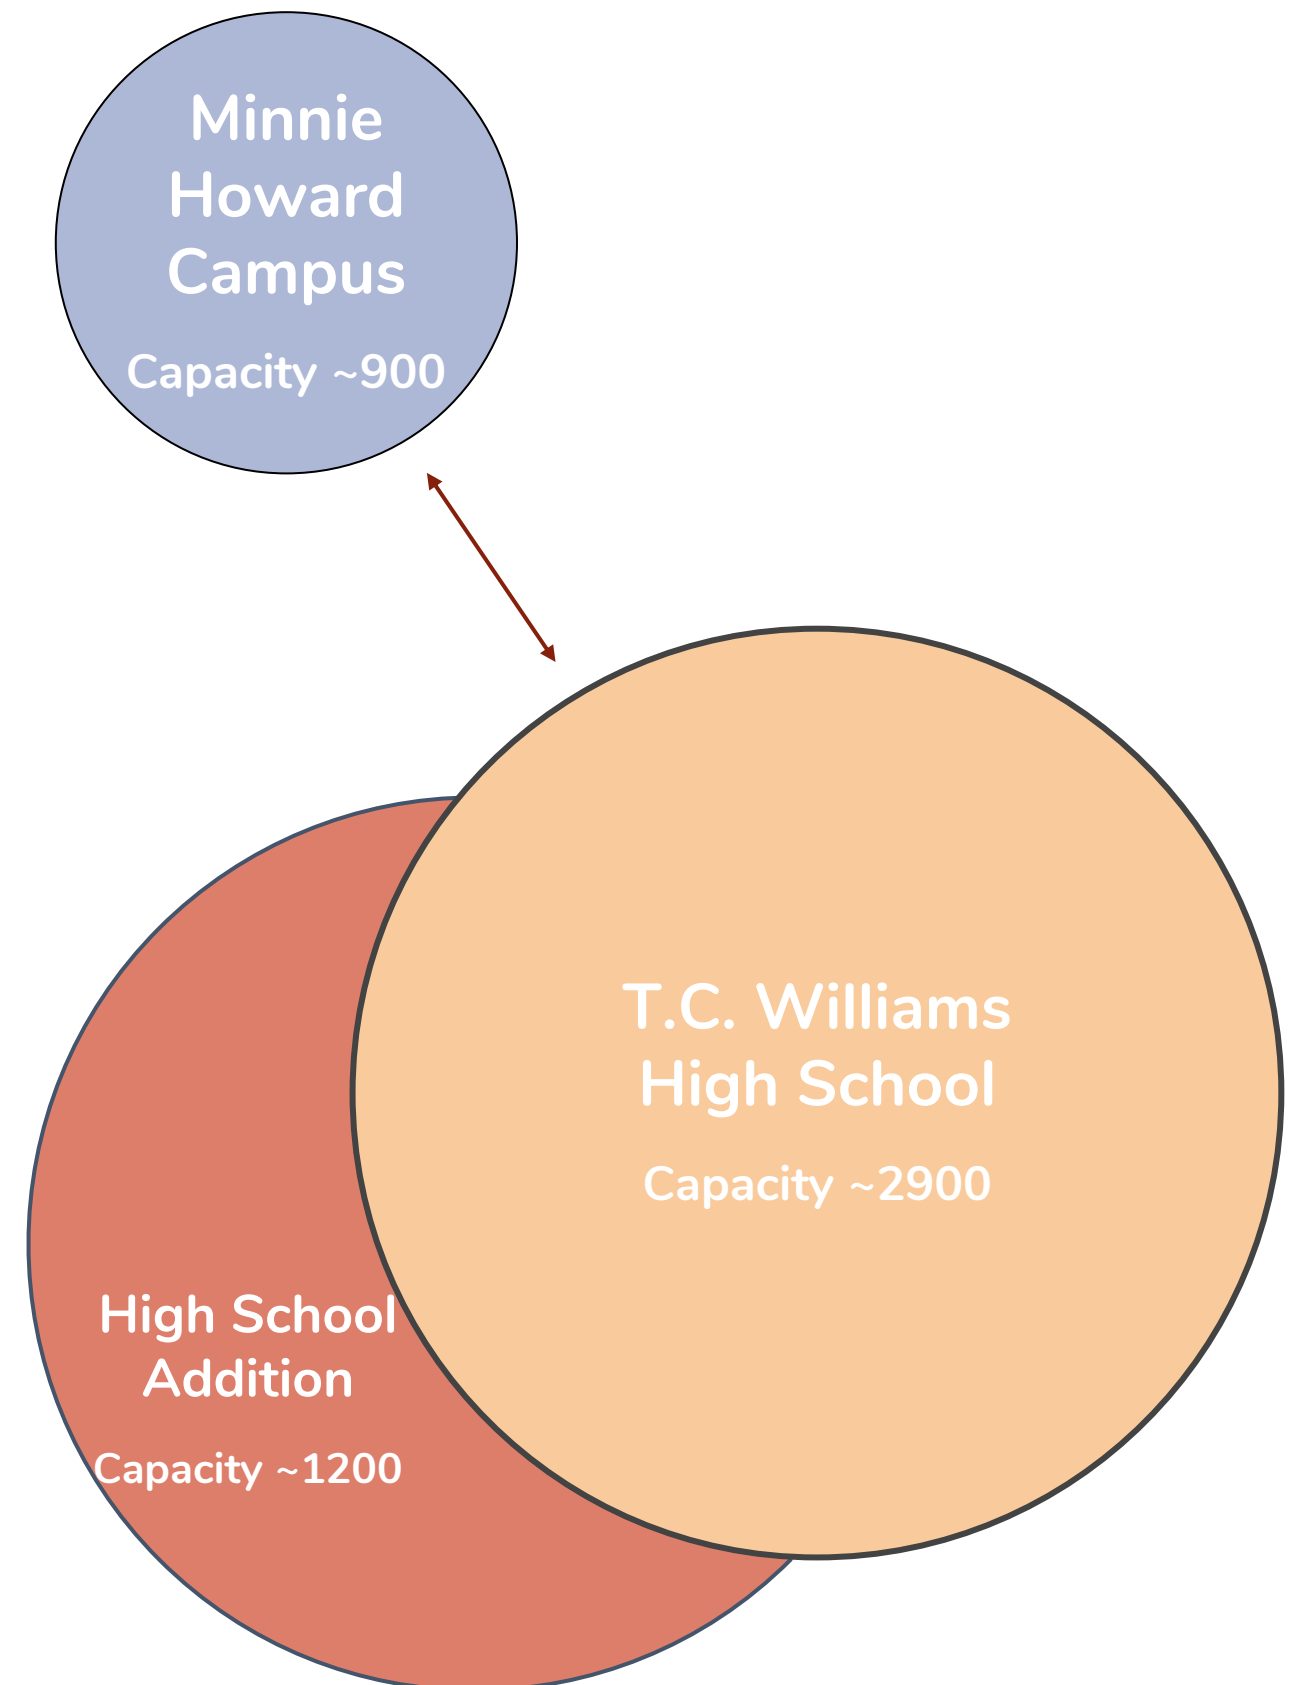 Minnie
Howard
Campus
Capacity ~900
T.C. Williams
High School
Capacity ~2900
High School
Addition
Capacity ~1200